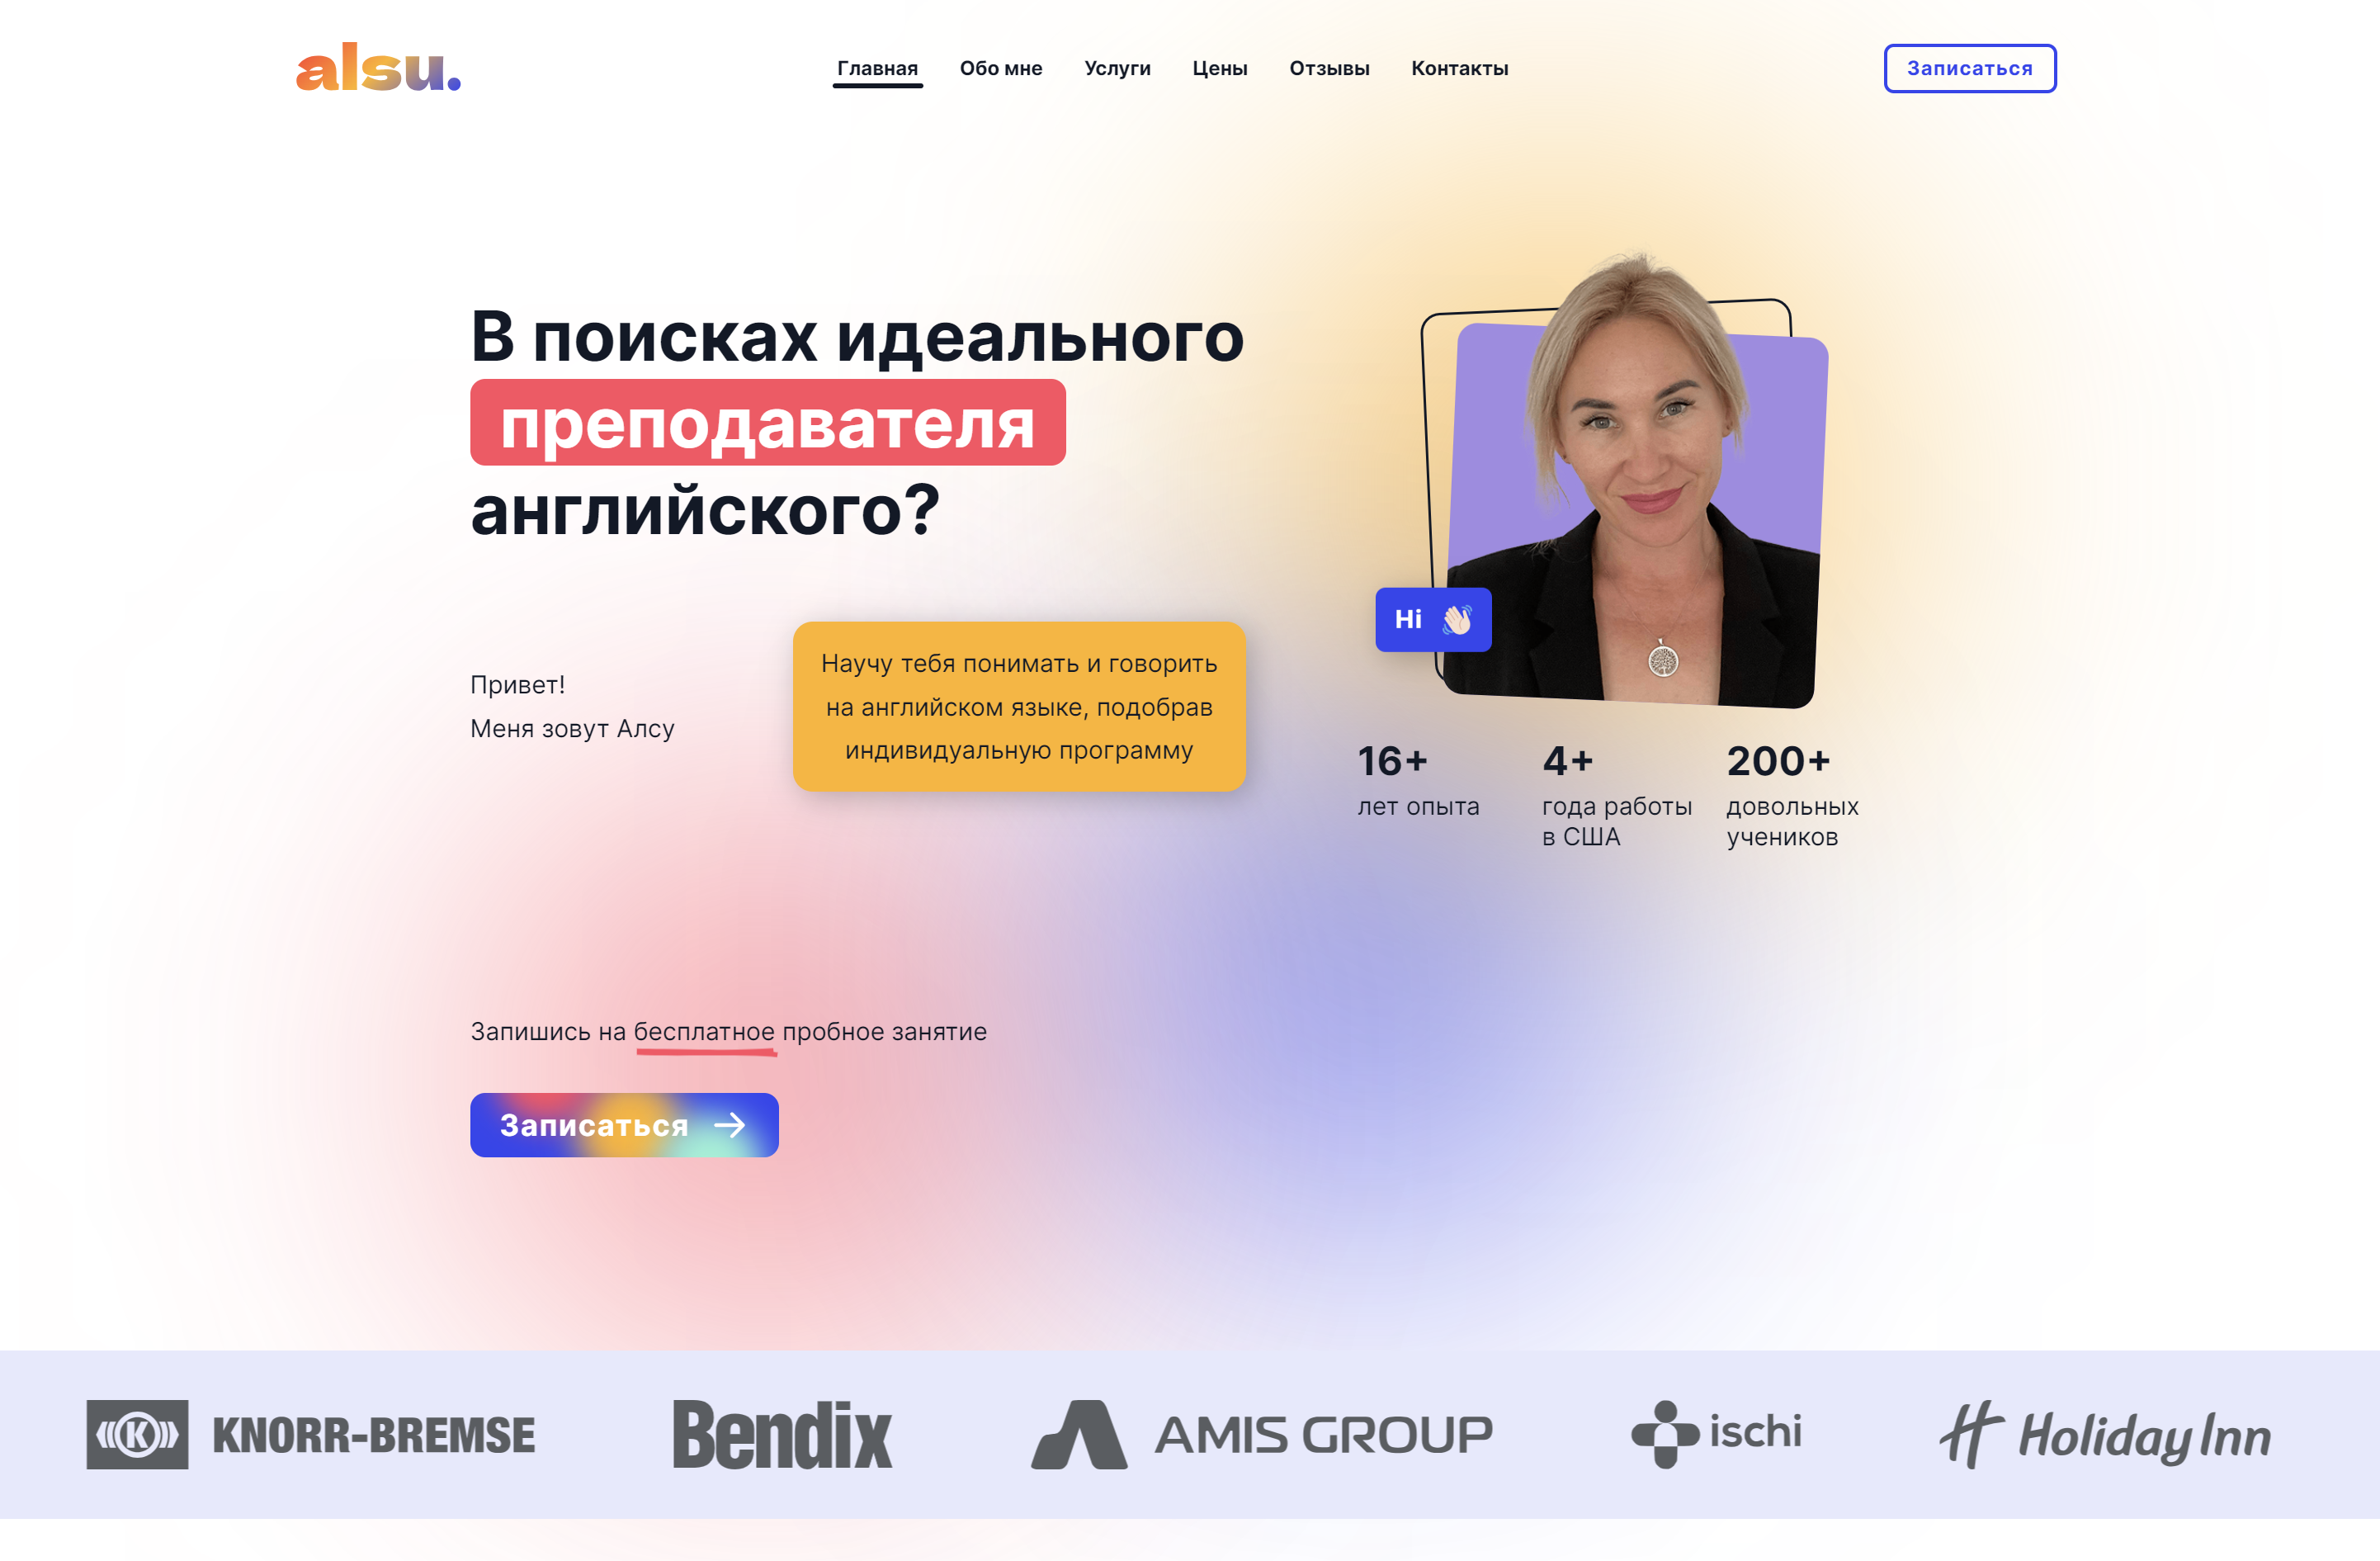 alsu.
Главная
Обо мне
Услуги
Цены
Отзывы
Контакты
Записаться
В поисках идеального
преподавателя
английского?
Привет!
Меня зовут Алсу
Научу тебя понимать и говорить
на английском языке, подобрав
индивидуальную программу
Hi 👋🏻
16+
лет опыта
4+
года работы
в США
200+
довольных
учеников
Запишись на бесплатное пробное занятие
Записаться →
K KNORR-BREMSE
Bendix
AMIS GROUP
ischi
H Holiday Inn